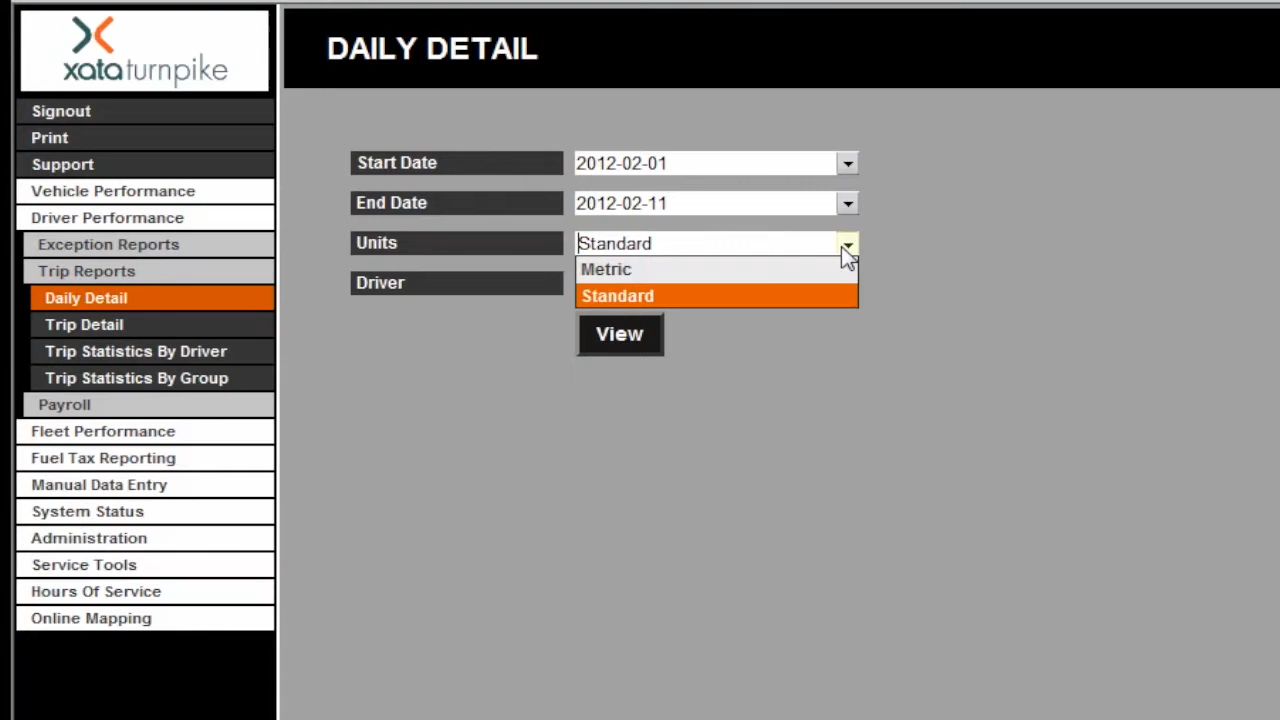 xataturnpike
DAILY DETAIL
Signout
Print
Support
Vehicle Performance
Driver Performance
Exception Reports
Trip Reports
Daily Detail
Trip Detail
Trip Statistics By Driver
Trip Statistics By Group
Payroll
Fleet Performance
Fuel Tax Reporting
Manual Data Entry
System Status
Administration
Service Tools
Hours Of Service
Online Mapping
Start Date 2012-02-01
End Date 2012-02-11
Units Standard
Metric
Standard
Driver
View